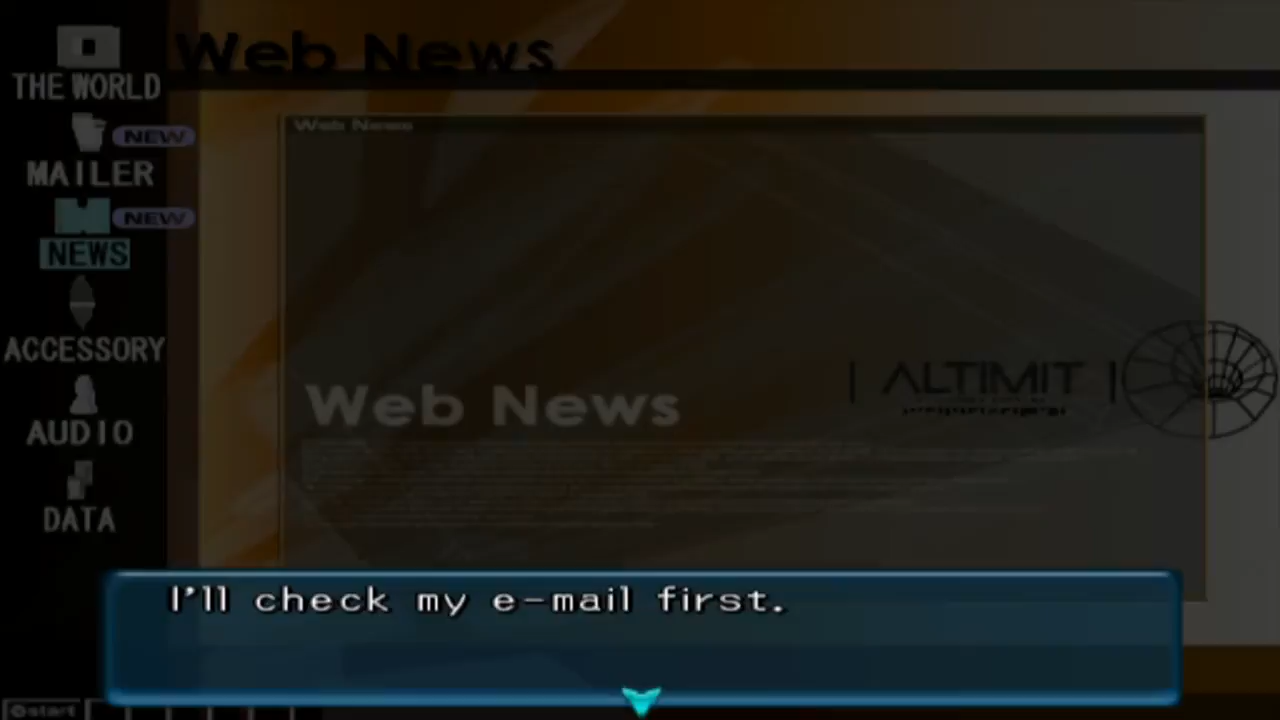 THE WORLD
Web News
NEW
MAILER
NEW
NEWS
ACCESSORY
AUDIO
DATA
Web News
Web News
ALTIMIT
I'll check my e-mail first.
start